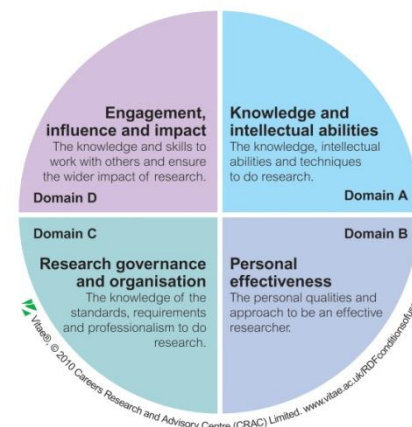 Engagement,
influence and impact
The knowledge and skills to
work with others and ensure
the wider impact of research.
Domain D
Knowledge and
intellectual abilities
The knowledge, intellectual
abilities and techniques
to do research.
Domain A
Domain C
Research governance
and organisation
The knowledge of the
standards, requirements
and professionalism to do
research.
Domain B
Personal
effectiveness
The personal qualities and
approach to be an effective
researcher.
Vitae®, © 2010 Careers Research and Advisory Centre (CRAC) Limited. www.vitae.ac.uk/RDFconditionsofuse